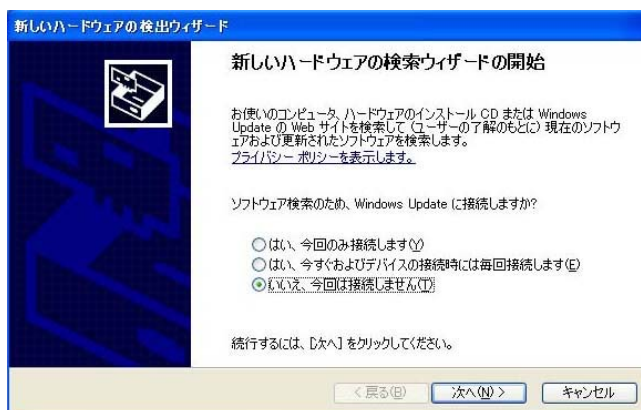 新しいハードウェアの検出ウィザード
新しいハードウェアの検索ウィザードの開始
お使いのコンピュータ、ハードウェアのインストール CD または Windows
Update の Web サイトを検索して (ユーザーの了解のもとに) 現在のソフトウ
ェアおよび更新されたソフトウェアを検索します。
プライバシー ポリシーを表示します。
ソフトウェア検索のため、Windows Update に接続しますか?
はい、今回のみ接続します(Y)
はい、今すぐおよびデバイスの接続時には毎回接続します(E)
いいえ、今回は接続しません(T)
続行するには、[次へ] をクリックしてください。
< 戻る(B) 次へ(N) > キャンセル